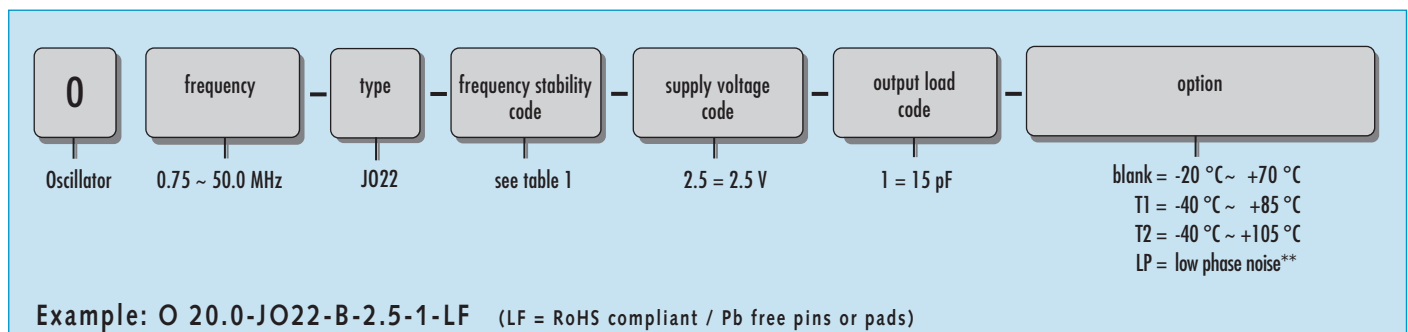 O
frequency
–
type
–
frequency stability
code
–
supply voltage
code
–
output load
code
–
option
Oscillator
0.75 ~ 50.0 MHz
JO22
see table 1
2.5 = 2.5 V
1 = 15 pF
blank = -20 °C~ +70 °C
T1 = -40 °C ~ +85 °C
T2 = -40 °C ~ +105 °C
LP = low phase noise**
Example: O 20.0-JO22-B-2.5-1-LF (LF = RoHS compliant / Pb free pins or pads)